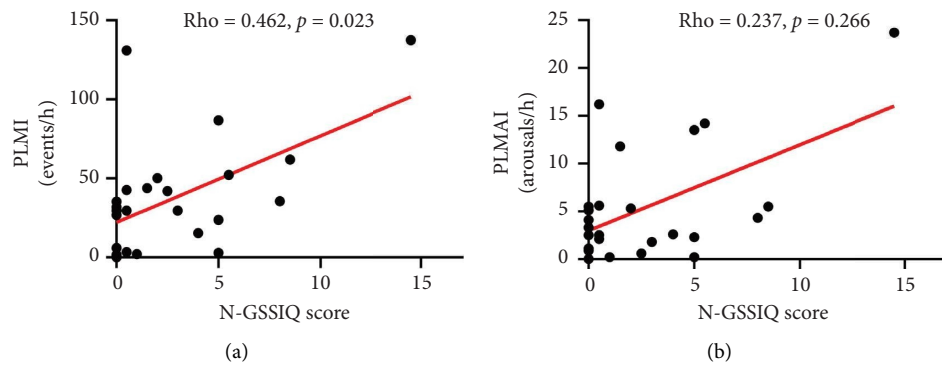 Rho = 0.462, p = 0.023
150
100
50
0
PLMI
(events/h)
0
5
10
15
N-GSSIQ score
(a)
Rho = 0.237, p = 0.266
25
20
15
10
5
0
PLMAI
(arousals/h)
0
5
10
15
N-GSSIQ score
(b)